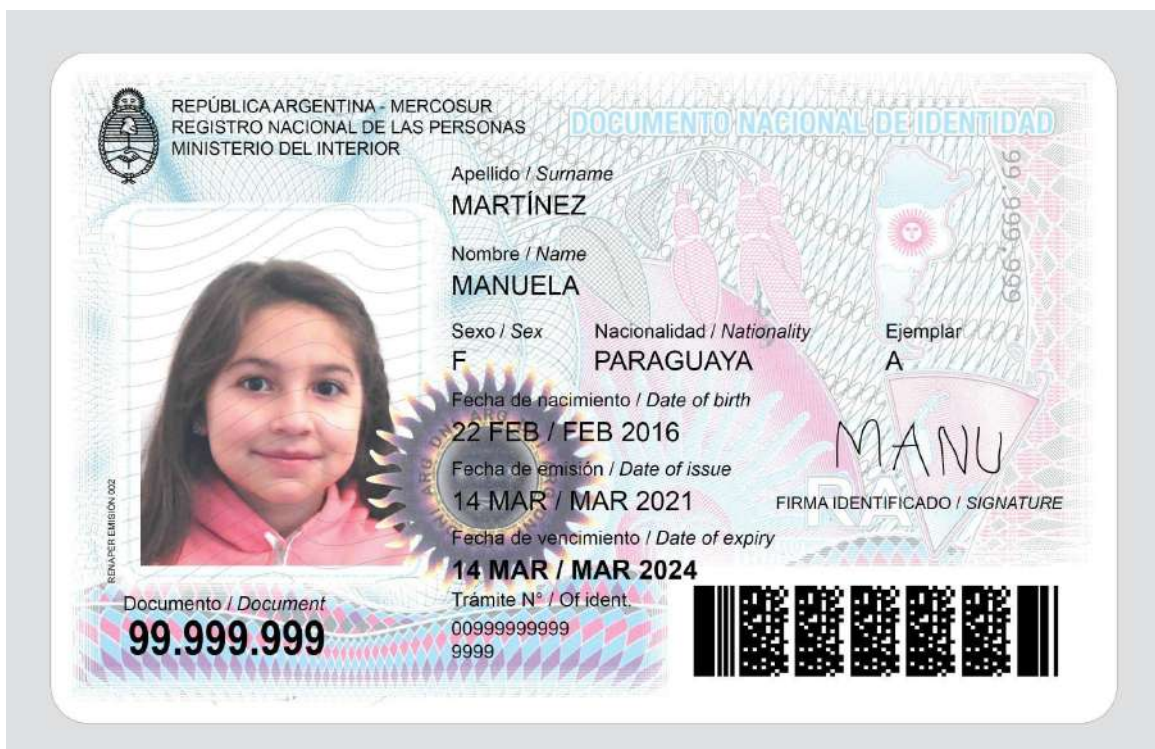 REPÚBLICA ARGENTINA - MERCOSUR
REGISTRO NACIONAL DE LAS PERSONAS
MINISTERIO DEL INTERIOR
DOCUMENTO NACIONAL DE IDENTIDAD
Apellido / Surname
MARTÍNEZ
Nombre / Name
MANUELA
Sexo / Sex Nacionalidad / Nationality Ejemplar
F PARAGUAYA A
Fecha de nacimiento / Date of birth
22 FEB / FEB 2016
Fecha de emisión / Date of issue
14 MAR / MAR 2021
Fecha de vencimiento / Date of expiry
14 MAR / MAR 2024
Trámite N° / Of ident.
00999999999
9999
MANU
FIRMA IDENTIFICADO / SIGNATURE
RA
99.999.999
RENAPER EMISIÓN 002
Documento / Document
99.999.999